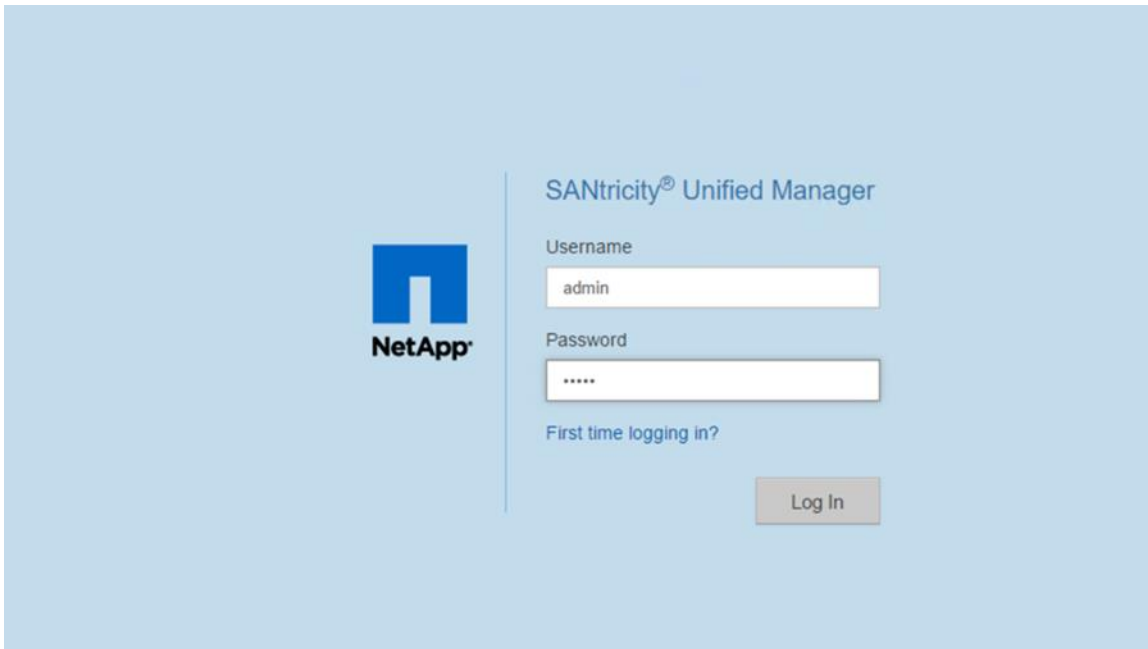 SANtricity® Unified Manager
Username
admin
NetApp
Password
•••••
First time logging in?
Log In